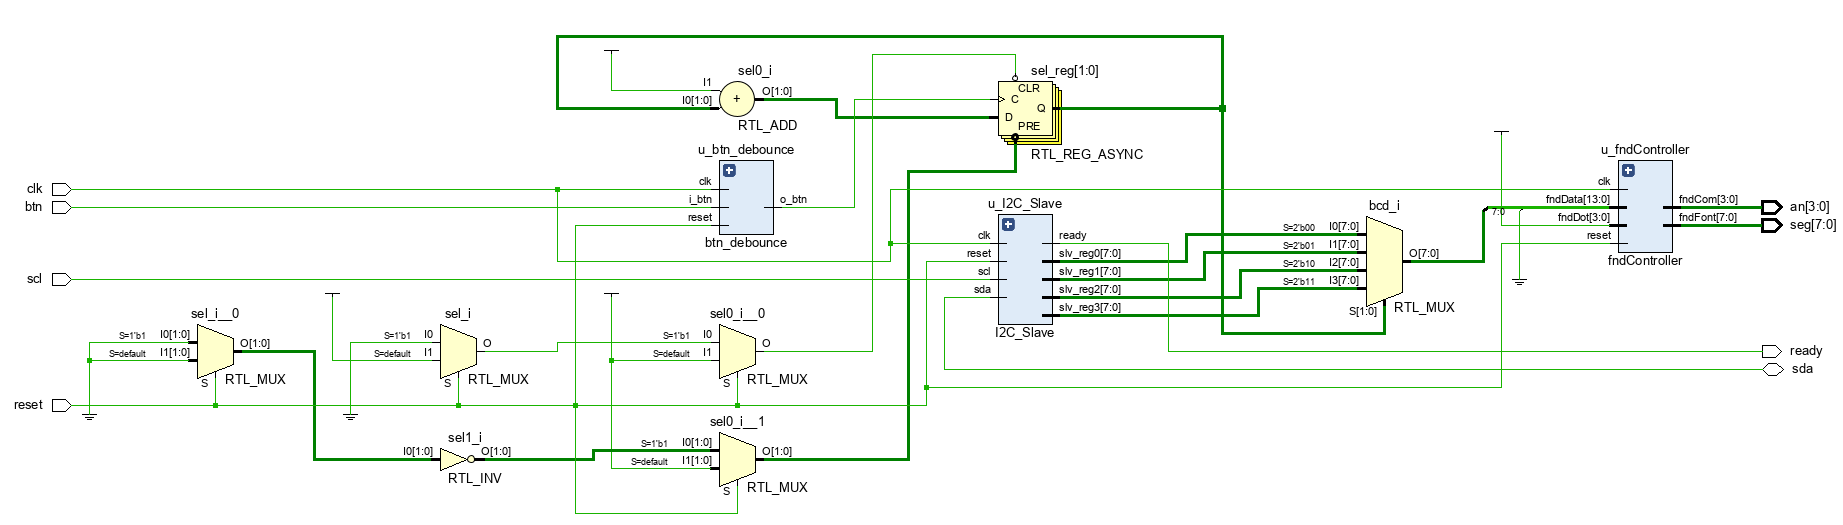 sel0_i
I1
I0[1:0]
O[1:0]
+
RTL_ADD
sel_reg[1:0]
CLR
C
Q
D
PRE
RTL_REG_ASYNC
u_btn_debounce
clk
i_btn
reset
o_btn
btn_debounce
clk
btn
u_I2C_Slave
clk
reset
scl
sda
ready
slv_reg0[7:0]
slv_reg1[7:0]
slv_reg2[7:0]
slv_reg3[7:0]
I2C_Slave
bcd_i
S=2'b00 I0[7:0]
S=2'b01 I1[7:0]
S=2'b10 I2[7:0]
S=2'b11 I3[7:0]
S[1:0]
O[7:0]
RTL_MUX
u_fndController
clk
fndData[13:0]
7:0
fndDot[3:0]
reset
fndCom[3:0]
fndFont[7:0]
fndController
an[3:0]
seg[7:0]
scl
sel_i__0
S=1'b1 I0[1:0]
S=default I1[1:0]
S
O[1:0]
RTL_MUX
sel_i
S=1'b1 I0
S=default I1
S
O
RTL_MUX
sel0_i__0
S=1'b1 I0
S=default I1
S
O
RTL_MUX
ready
sda
reset
sel1_i
I0[1:0]
O[1:0]
RTL_INV
sel0_i__1
S=1'b1 I0[1:0]
S=default I1[1:0]
S
O[1:0]
RTL_MUX